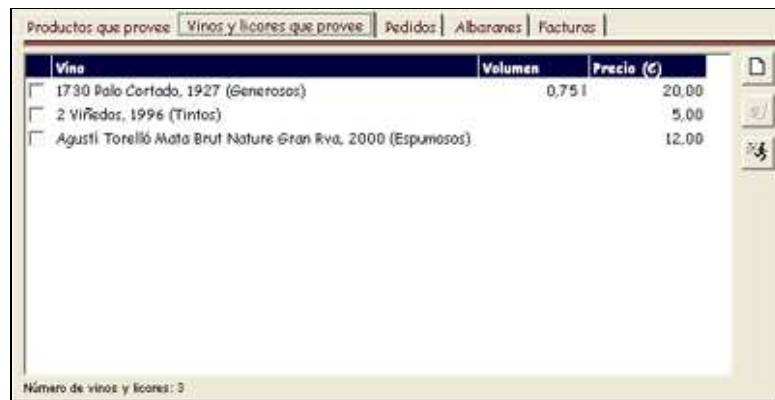 Productos que provee Vinos y licores que provee Pedidos Albaranes Facturas
Vino Volumen Precio (€)
1730 Palo Cortado, 1927 (Generosos) 0,75 l 20,00
2 Viñedos, 1996 (Tintos) 5,00
Agustí Torelló Mata Brut Nature Gran Rva, 2000 (Espumosos) 12,00
Número de vinos y licores: 3